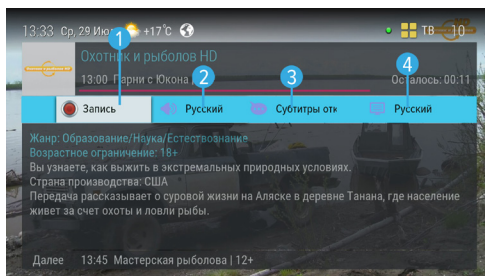 13:33 Ср, 29 Июн +17°C ТВ 10
1
Охотник и рыболов HD
2 3 4
13:00 Парни с Юкона Осталось: 00:11
Запись Русский Субтитры отк Русский
Жанр: Образование/Наука/Естествознание
Возрастное ограничение: 18+
Вы узнаете, как выжить в экстремальных природных условиях.
Страна производства: США
Передача рассказывает о суровой жизни на Аляске в деревне Танана, где население
живет за счет охоты и ловли рыбы.
Далее 13:45 Мастерская рыболова | 12+